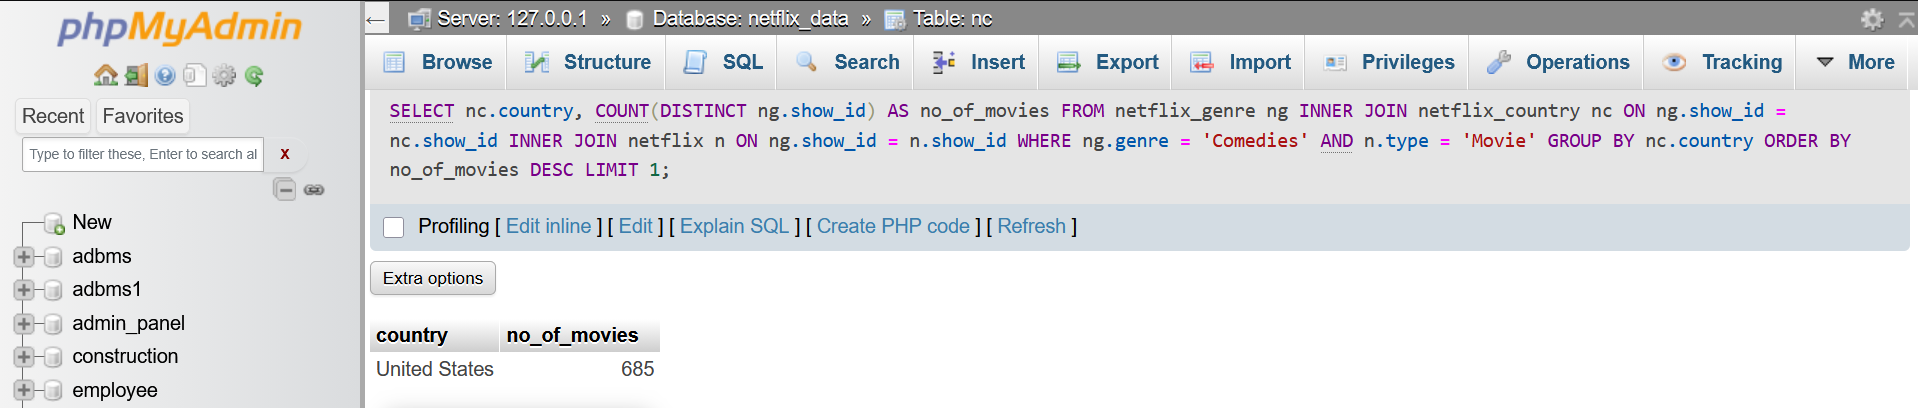 phpMyAdmin
Recent Favorites
Type to filter these, Enter to search al X
New
adbms
adbms1
admin_panel
construction
employee
← Server: 127.0.0.1 » Database: netflix_data » Table: nc
Browse Structure SQL Search Insert Export Import Privileges Operations Tracking More
SELECT nc.country, COUNT(DISTINCT ng.show_id) AS no_of_movies FROM netflix_genre ng INNER JOIN netflix_country nc ON ng.show_id =
nc.show_id INNER JOIN netflix n ON ng.show_id = n.show_id WHERE ng.genre = 'Comedies' AND n.type = 'Movie' GROUP BY nc.country ORDER BY
no_of_movies DESC LIMIT 1;
Profiling [ Edit inline ] [ Edit ] [ Explain SQL ] [ Create PHP code ] [ Refresh ]
Extra options
country no_of_movies
United States 685